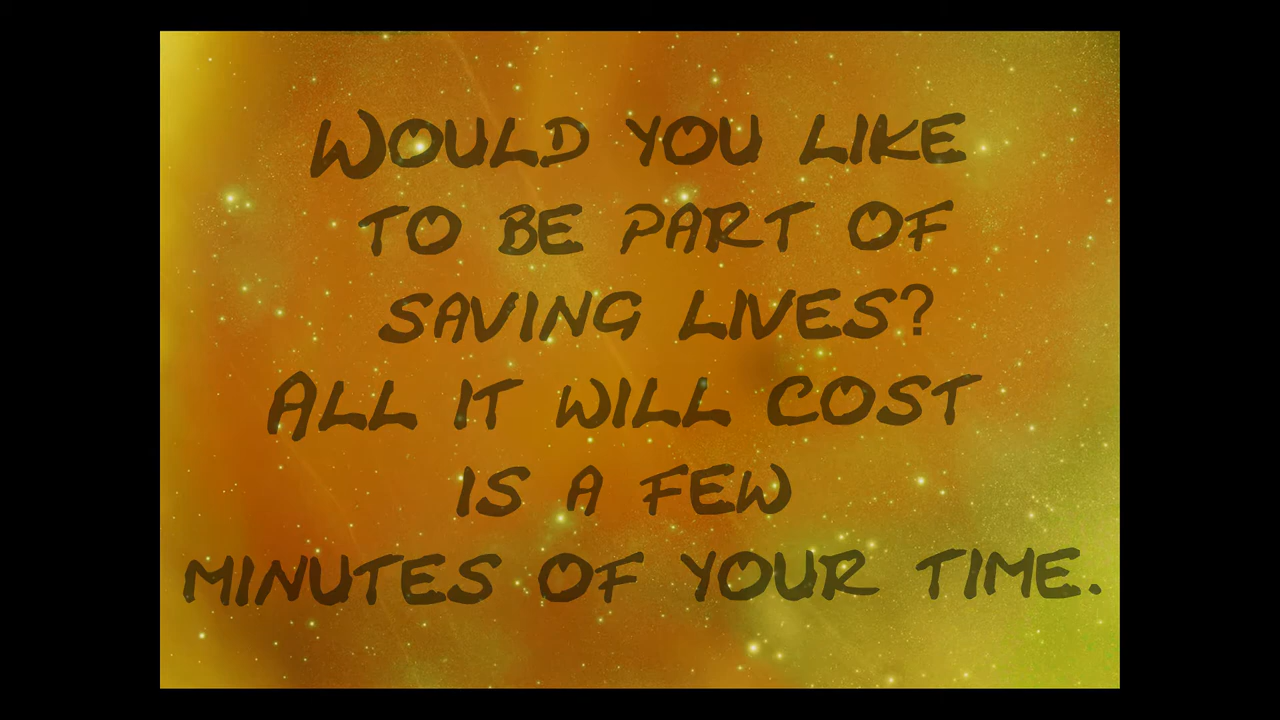 Would you like
to be part of
saving lives?
All it will cost
is a few
minutes of your time.